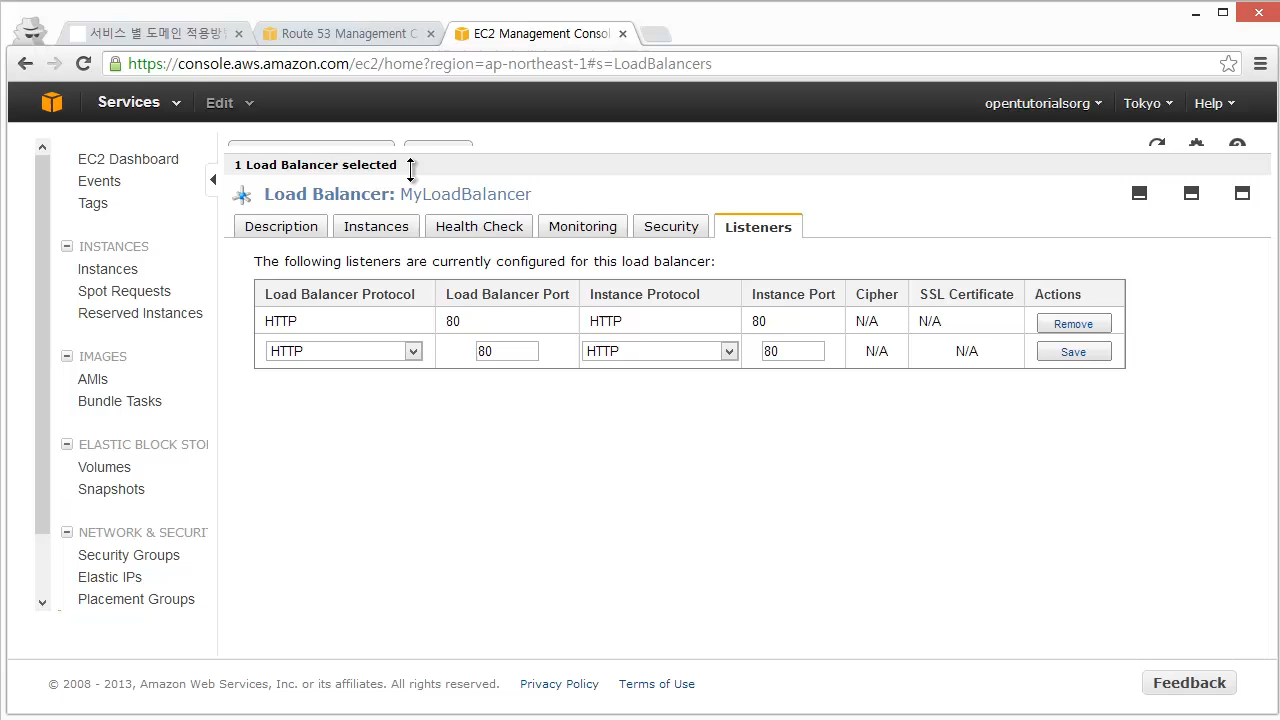 서비스 별 도메인 적용방
Route 53 Management C
EC2 Management Conso
https://console.aws.amazon.com/ec2/home?region=ap-northeast-1#s=LoadBalancers
Services Edit opentutorialsorg Tokyo Help
EC2 Dashboard
Events
Tags
INSTANCES
Instances
Spot Requests
Reserved Instances
IMAGES
AMIs
Bundle Tasks
ELASTIC BLOCK STO
Volumes
Snapshots
NETWORK & SECURIT
Security Groups
Elastic IPs
Placement Groups
1 Load Balancer selected
Load Balancer: MyLoadBalancer
Description Instances Health Check Monitoring Security Listeners
The following listeners are currently configured for this load balancer:
Load Balancer Protocol Load Balancer Port Instance Protocol Instance Port Cipher SSL Certificate Actions
HTTP 80 HTTP 80 N/A N/A Remove
HTTP 80 HTTP 80 N/A N/A Save
© 2008 - 2013, Amazon Web Services, Inc. or its affiliates. All rights reserved. Privacy Policy Terms of Use Feedback